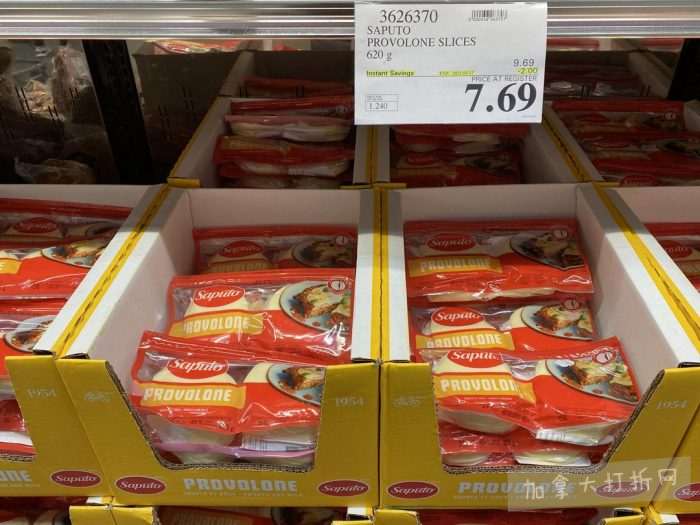 3626370
SAPUTO
PROVOLONE SLICES
620 g
9.69
Instant Savings
-2.00
PRICE AT REGISTER
1.240
7.69
Saputo
PROVOLONE
Saputo
PROVOLONE
Saputo
PROVOLONE
Saputo
PROVOLONE
Saputo
PROVOLONE
1954
1954
1954
Saputo
Saputo
PROVOLONE
Saputo
Saputo
PROVOLONE
加拿大打折网